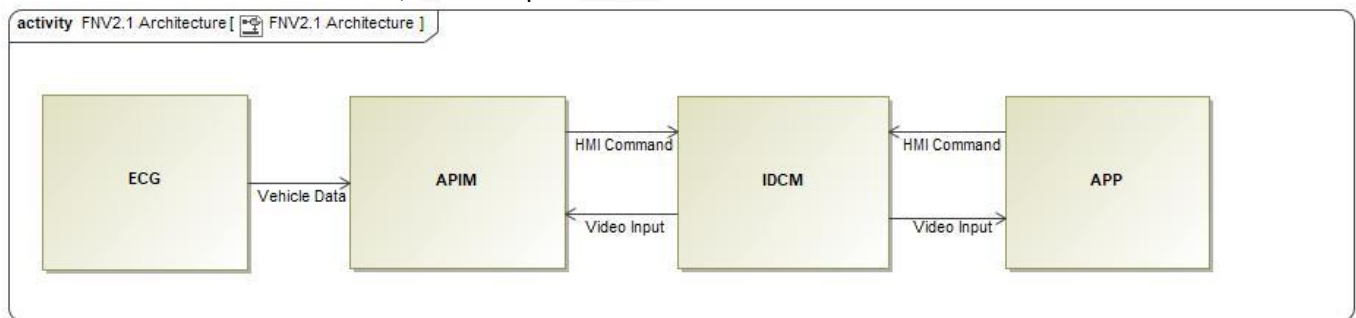 activity FNV2.1 Architecture [ FNV2.1 Architecture ]
ECG
Vehicle Data
APIM
HMI Command
Video Input
IDCM
HMI Command
Video Input
APP